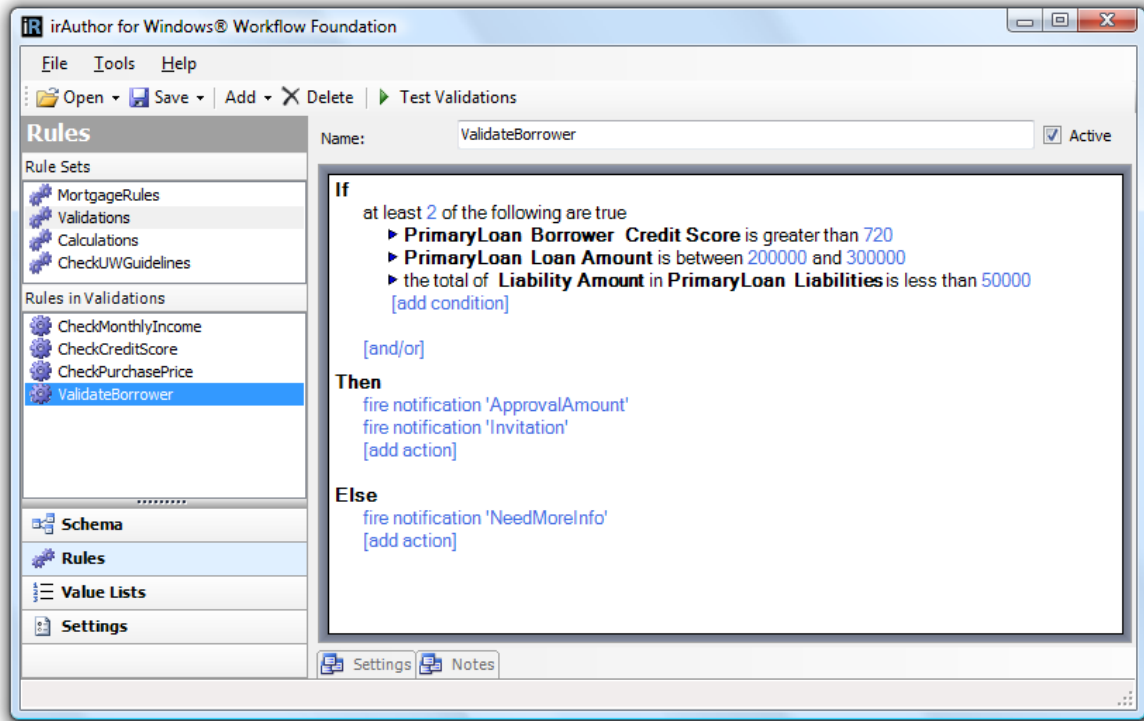 iR irAuthor for Windows® Workflow Foundation
File Tools Help
Open Save Add Delete Test Validations
Rules
Rule Sets
MortgageRules
Validations
Calculations
CheckUWGuidelines
Rules in Validations
CheckMonthlyIncome
CheckCreditScore
CheckPurchasePrice
ValidateBorrower
Schema
Rules
Value Lists
Settings
Name: ValidateBorrower Active
If
at least 2 of the following are true
PrimaryLoan Borrower Credit Score is greater than 720
PrimaryLoan Loan Amount is between 200000 and 300000
the total of Liability Amount in PrimaryLoan Liabilities is less than 50000
[add condition]
[and/or]
Then
fire notification 'ApprovalAmount'
fire notification 'Invitation'
[add action]
Else
fire notification 'NeedMoreInfo'
[add action]
Settings Notes